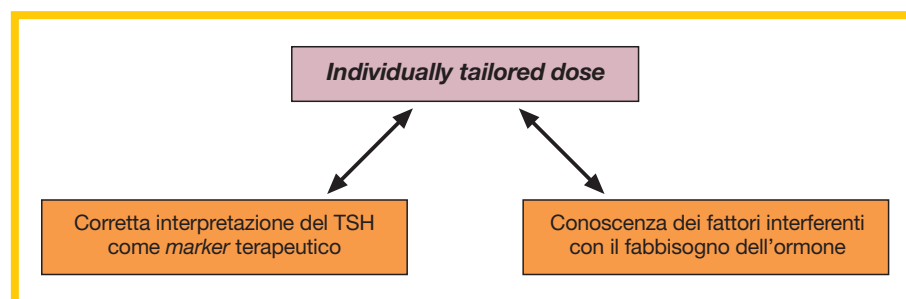 Individually tailored dose
Corretta interpretazione del TSH
come marker terapeutico
Conoscenza dei fattori interferenti
con il fabbisogno dell'ormone